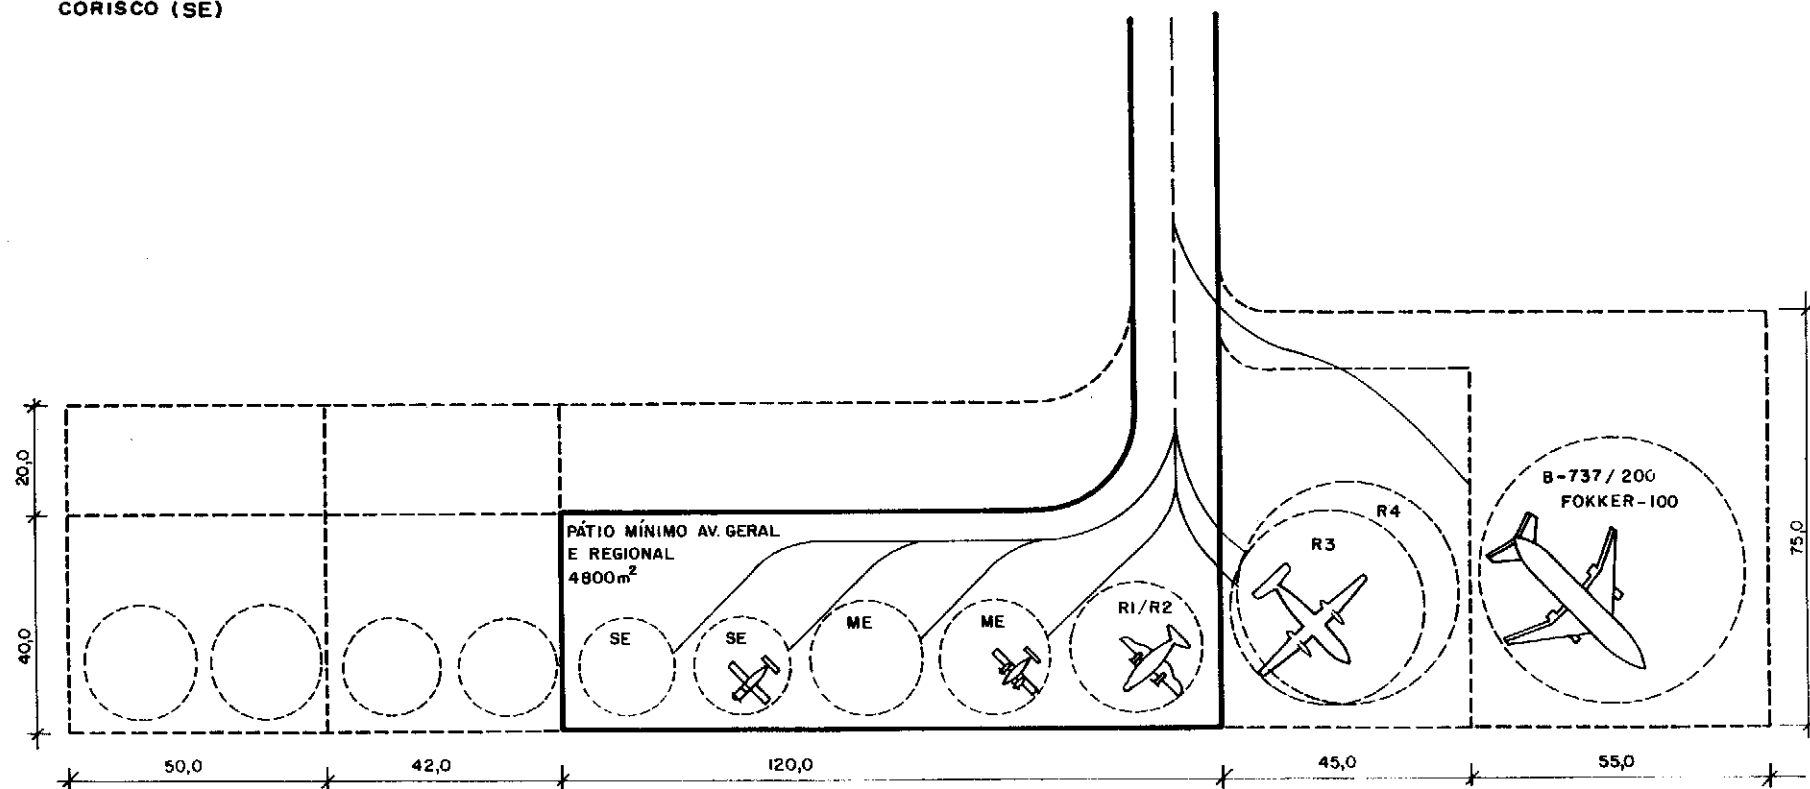 CORISCO (SE)
B-737/200
FOKKER-100
R4
R3
PÁTIO MÍNIMO AV. GERAL
E REGIONAL
4800m²
SE
SE
ME
ME
R1/R2
20,0
40,0
75,0
50,0
42,0
120,0
45,0
55,0